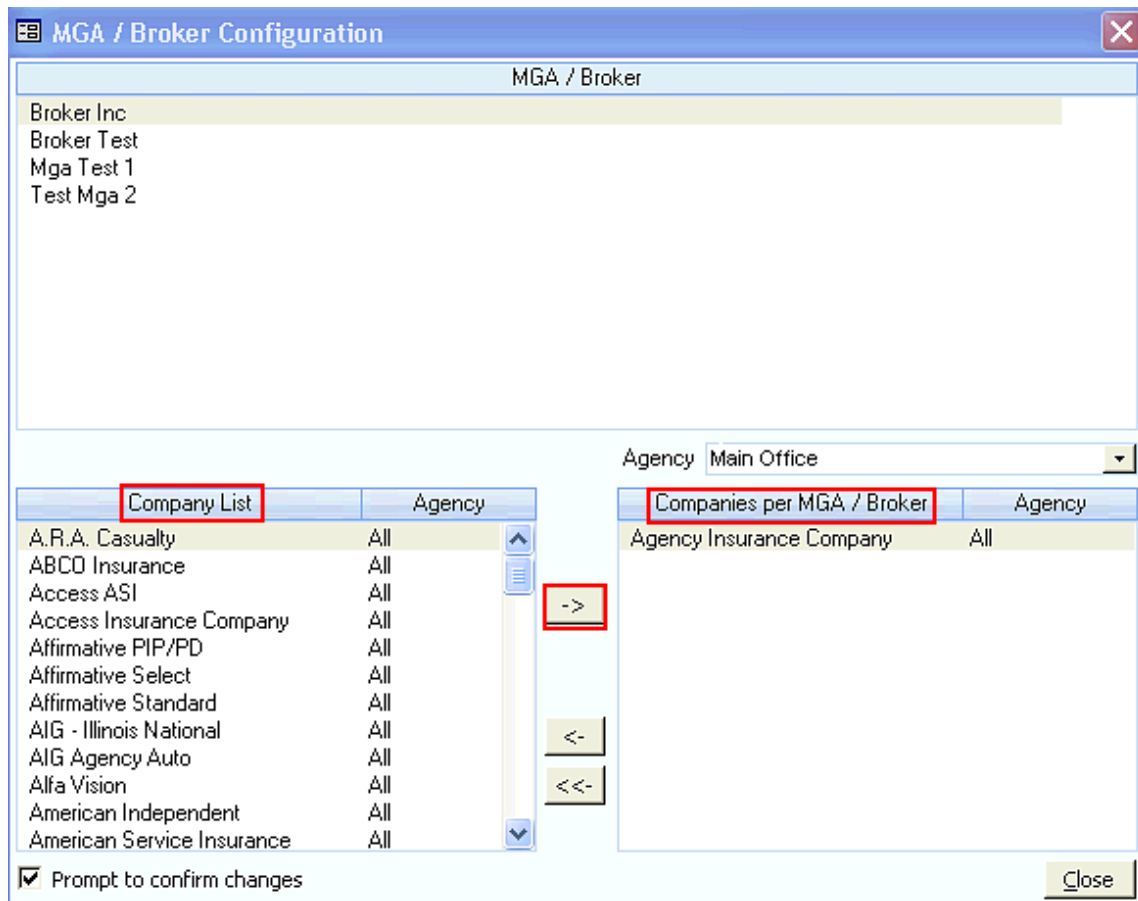 MGA / Broker Configuration
MGA / Broker
Broker Inc
Broker Test
Mga Test 1
Test Mga 2
Agency Main Office
Company List Agency
A.R.A. Casualty All
ABCO Insurance All
Access ASI All
Access Insurance Company All
Affirmative PIP/PD All
Affirmative Select All
Affirmative Standard All
AIG - Illinois National All
AIG Agency Auto All
Alfa Vision All
American Independent All
American Service Insurance All
->
<-
<<-
Companies per MGA / Broker Agency
Agency Insurance Company All
Prompt to confirm changes
Close